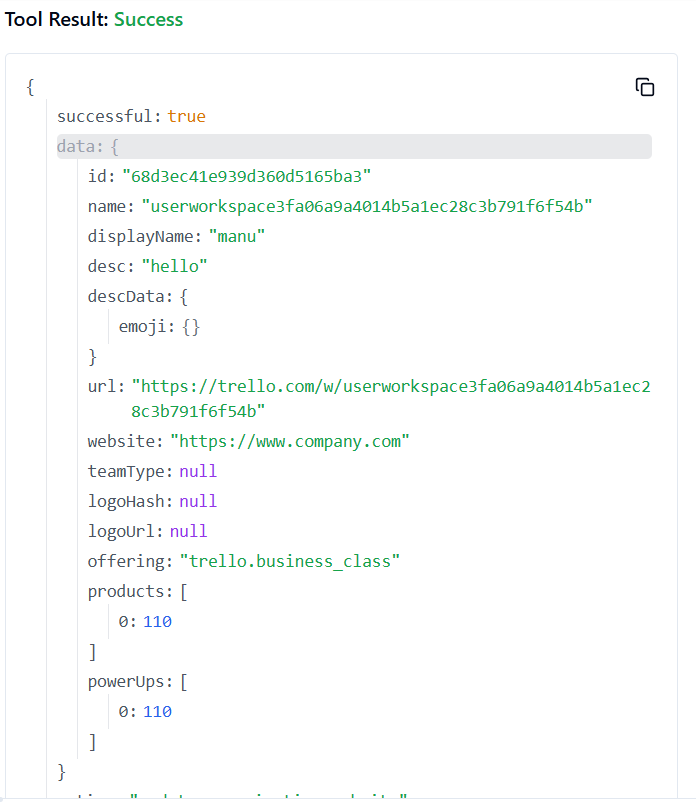 Tool Result: Success
{
successful: true
data: {
id: "68d3ec41e939d360d5165ba3"
name: "userworkspace3fa06a9a4014b5a1ec28c3b791f6f54b"
displayName: "manu"
desc: "hello"
descData: {
emoji: {}
}
url: "https://trello.com/w/userworkspace3fa06a9a4014b5a1ec2
8c3b791f6f54b"
website: "https://www.company.com"
teamType: null
logoHash: null
logoUrl: null
offering: "trello.business_class"
products: [
0: 110
]
powerUps: [
0: 110
]
}